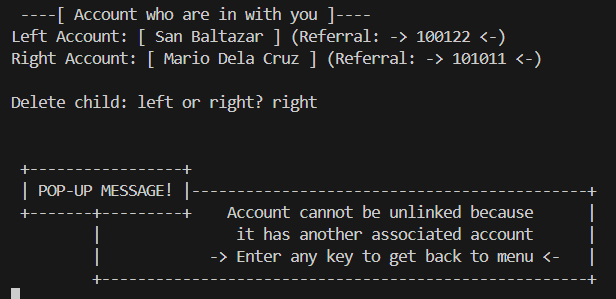 ----[ Account who are in with you ]----
Left Account: [ San Baltazar ] (Referral: -> 100122 <-)
Right Account: [ Mario Dela Cruz ] (Referral: -> 101011 <-)
Delete child: left or right? right
+-----------------+
| POP-UP MESSAGE! |------------------------------------------+
+-------+---------+    Account cannot be unlinked because      |
|               it has another associated account      |
|            -> Enter any key to get back to menu <-   |
+------------------------------------------------------+